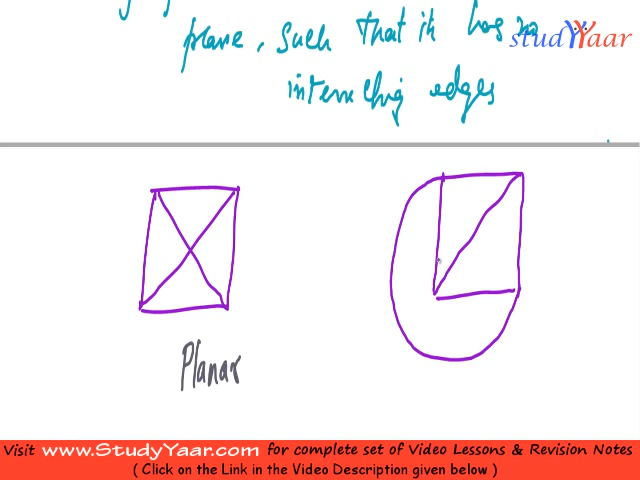 plane, such that it has no
studYYaar
intersecting edges
Planar
Visit www.StudyYaar.com for complete set of Video Lessons & Revision Notes
( Click on the Link in the Video Description given below )